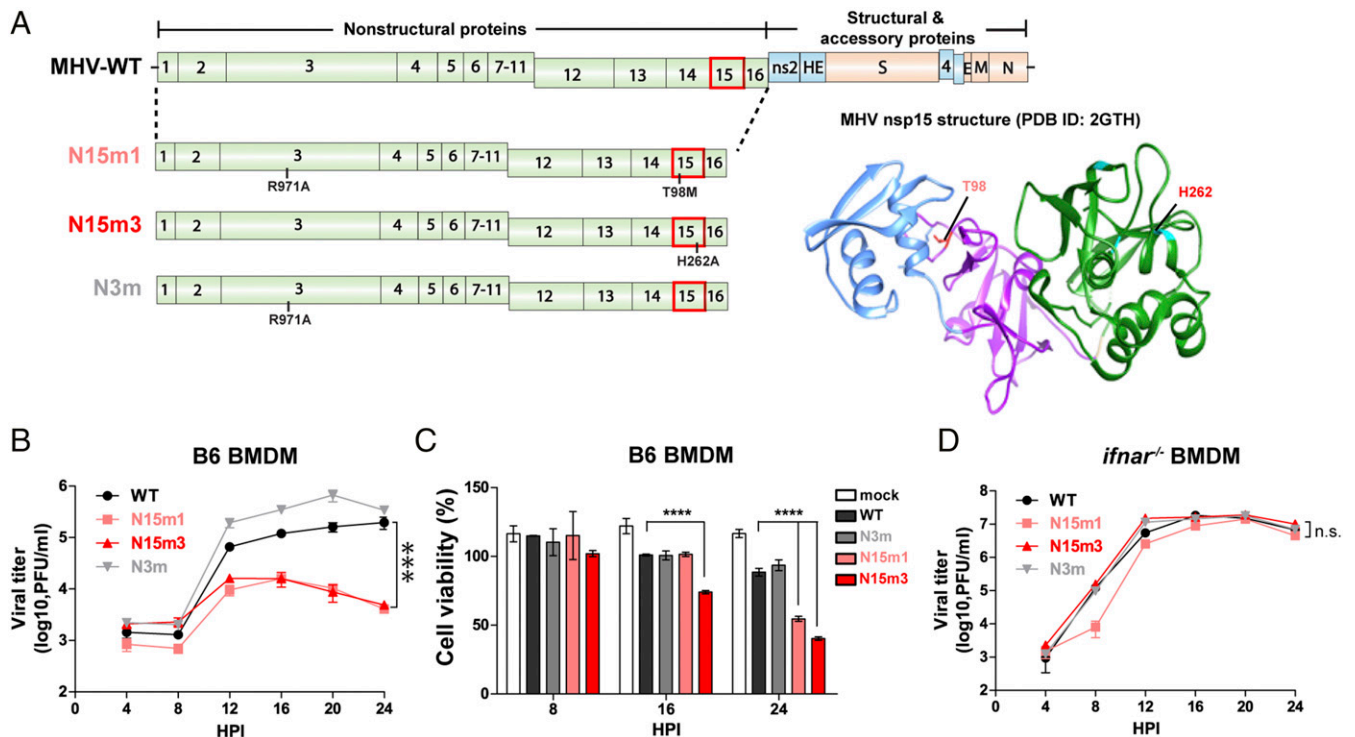 A
Nonstructural proteins
Structural &
accessory proteins
MHV-WT
1 2 3 4 5 6 7-11 12 13 14 15 16 ns2 HE S 4 E M N
MHV nsp15 structure (PDB ID: 2GTH)
N15m1
1 2 3 4 5 6 7-11 12 13 14 15 16
R971A
T98M
T98
H262
N15m3
1 2 3 4 5 6 7-11 12 13 14 15 16
H262A
N3m
1 2 3 4 5 6 7-11 12 13 14 15 16
R971A
B
B6 BMDM
Viral titer
(log10,PFU/ml)
6
5
4
3
2
WT
N15m1
N15m3
N3m
***
0 4 8 12 16 20 24
HPI
C
B6 BMDM
Cell viability (%)
150
100
50
0
****
****
mock
WT
N3m
N15m1
N15m3
8 16 24
HPI
D
ifnar-/- BMDM
Viral titer
(log10,PFU/ml)
8
7
6
5
4
3
2
WT
N15m1
N15m3
N3m
n.s.
0 4 8 12 16 20 24
HPI